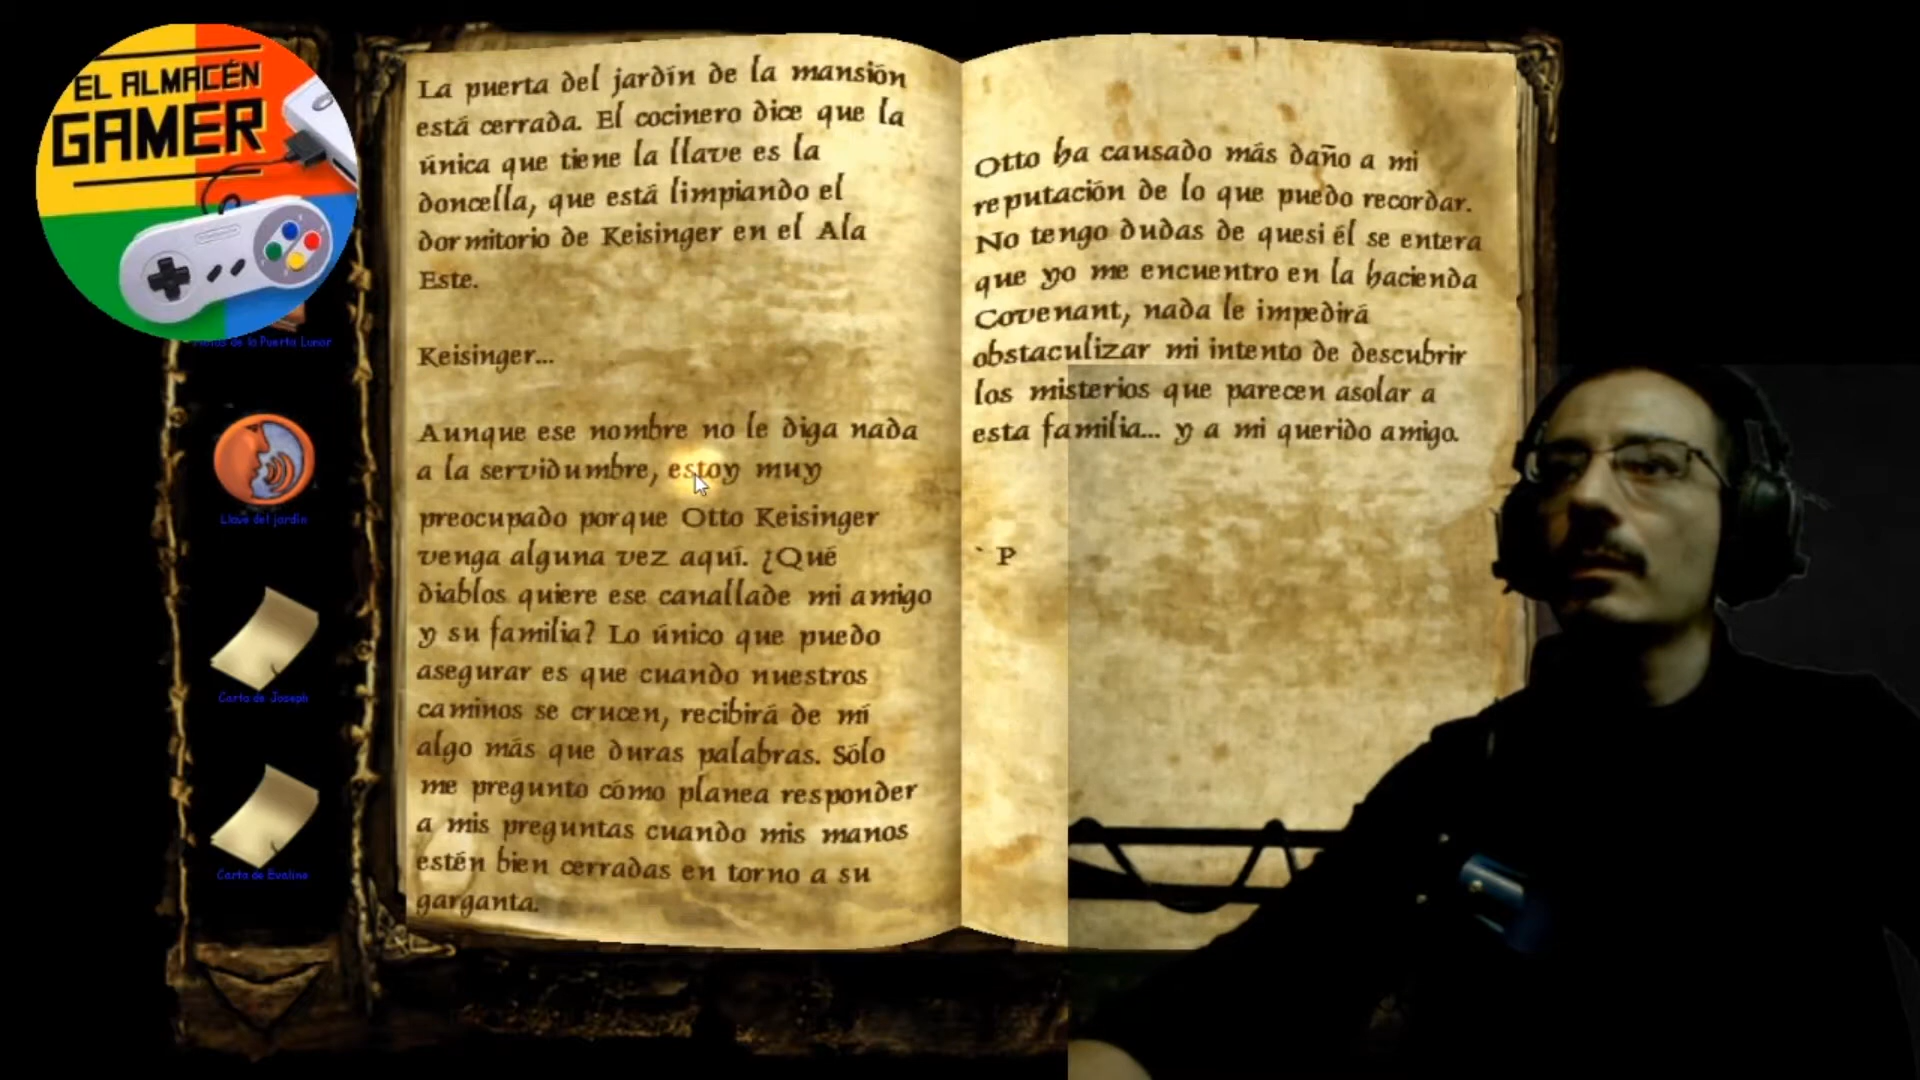 EL ALMACÉN
GAMER
de la Puerta Lunar
Llave del jardín
Carta de Joseph
Carta de Evaline
La puerta del jardín de la mansión
está cerrada. El cocinero dice que la
única que tiene la llave es la
doncella, que está limpiando el
dormitorio de Keisinger en el Ala
Este.
Keisinger...
Aunque ese nombre no le diga nada
a la servidumbre, estoy muy
preocupado porque Otto Keisinger
venga alguna vez aquí. ¿Qué
diablos quiere ese canallade mi amigo
y su familia? Lo único que puedo
asegurar es que cuando nuestros
caminos se crucen, recibirá de mí
algo más que duras palabras. Sólo
me pregunto cómo planea responder
a mis preguntas cuando mis manos
estén bien cerradas en torno a su
garganta.
Otto ha causado más daño a mi
reputación de lo que puedo recordar.
No tengo dudas de quesi él se entera
que yo me encuentro en la hacienda
Covenant, nada le impedirá
obstaculizar mi intento de descubrir
los misterios que parecen asolar a
esta familia... y a mi querido amigo.
` P